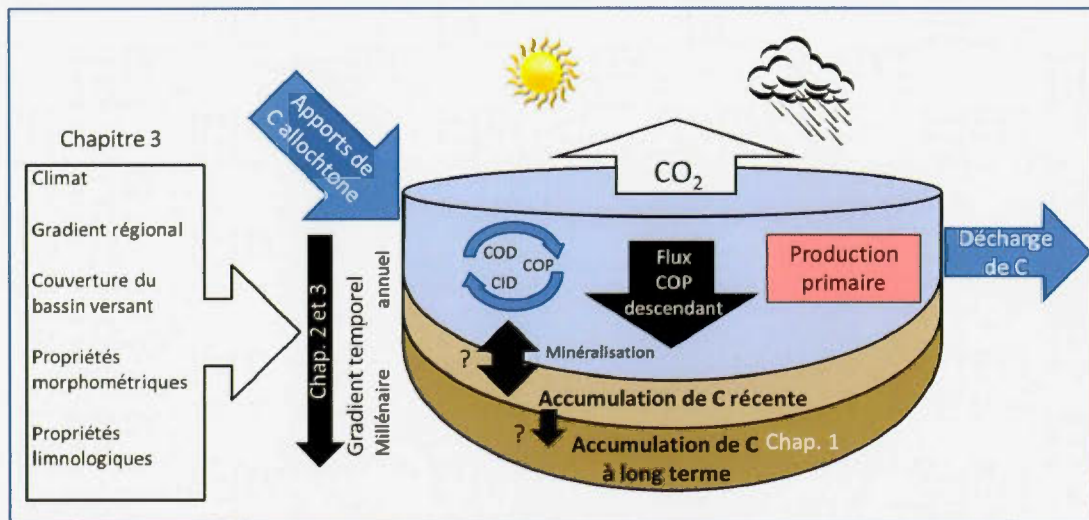 Chapitre 3
Climat
Gradient régional
Couverture du
bassin versant
Propriétés
morphométriques
Propriétés
limnologiques
Apports de
C allochtone
Chap. 2 et 3
Gradient temporel
Millénaire annuel
CO₂
COD
COP
CID
Flux
COP
descendant
Production
primaire
Décharge
de C
? Minéralisation
Accumulation de C récente
?
Accumulation de C Chap. 1
à long terme